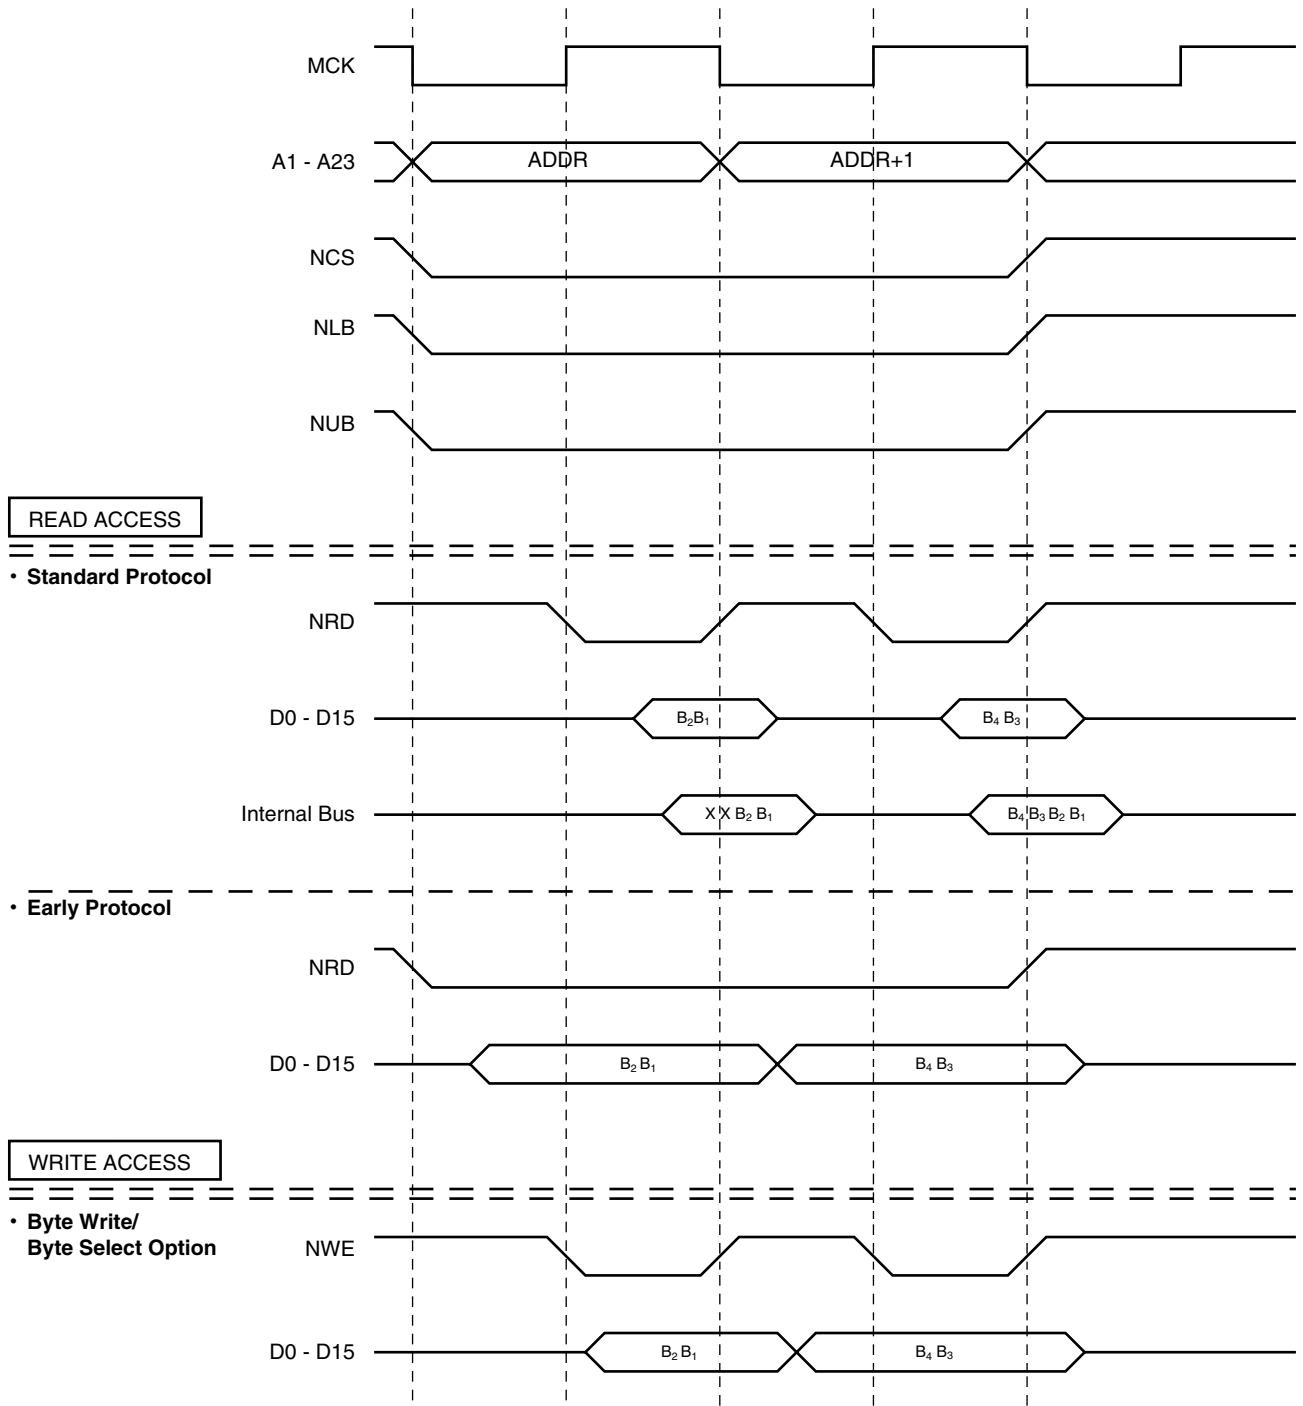 MCK
A1 - A23 ADDR ADDR+1
NCS
NLB
NUB
READ ACCESS
• Standard Protocol
NRD
D0 - D15 B₂B₁ B₄ B₃
Internal Bus X X B₂ B₁ B₄ B₃ B₂ B₁
• Early Protocol
NRD
D0 - D15 B₂ B₁ B₄ B₃
WRITE ACCESS
• Byte Write/
Byte Select Option NWE
D0 - D15 B₂ B₁ B₄ B₃